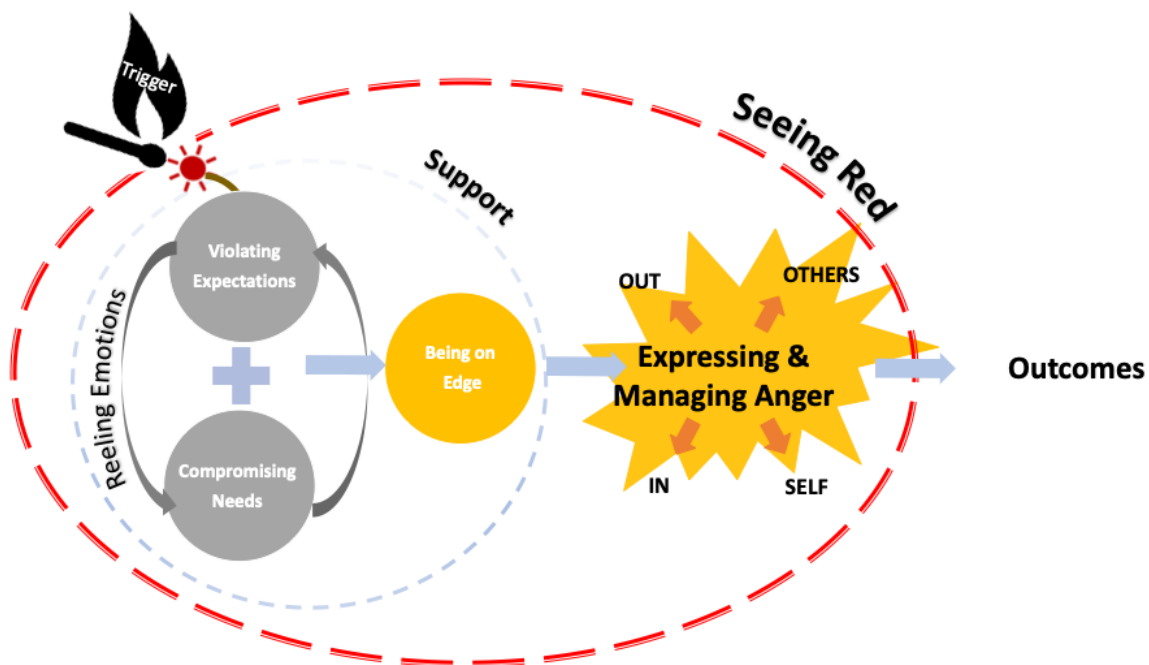 Trigger
Seeing Red
Support
Violating
Expectations
Reeling Emotions
Compromising
Needs
Being on
Edge
OUT
OTHERS
Expressing &
Managing Anger
IN
SELF
Outcomes